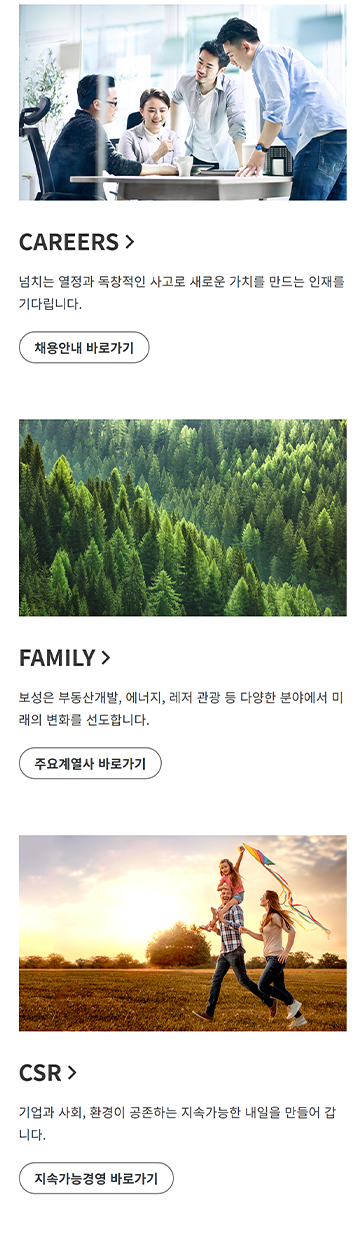 CAREERS >
넘치는 열정과 독창적인 사고로 새로운 가치를 만드는 인재를
기다립니다.
채용안내 바로가기
FAMILY >
보성은 부동산개발, 에너지, 레저 관광 등 다양한 분야에서 미
래의 변화를 선도합니다.
주요계열사 바로가기
CSR >
기업과 사회, 환경이 공존하는 지속가능한 내일을 만들어 갑
니다.
지속가능경영 바로가기